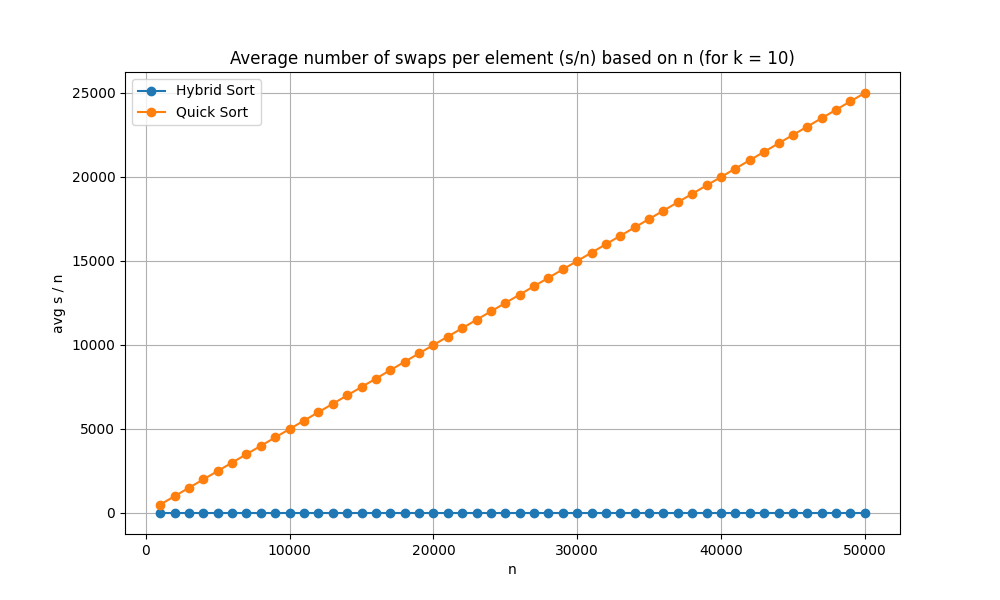 Average number of swaps per element (s/n) based on n (for k = 10)
Hybrid Sort
Quick Sort
avg s / n
25000
20000
15000
10000
5000
0
0 10000 20000 30000 40000 50000
n